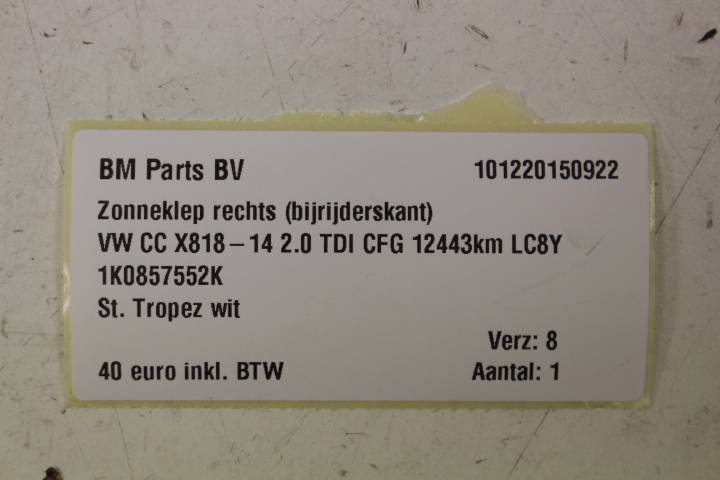 BM Parts BV 101220150922
Zonneklep rechts (bijrijderskant)
VW CC X818 – 14 2.0 TDI CFG 12443km LC8Y
1K0857552K
St. Tropez wit
Verz: 8
40 euro inkl. BTW Aantal: 1